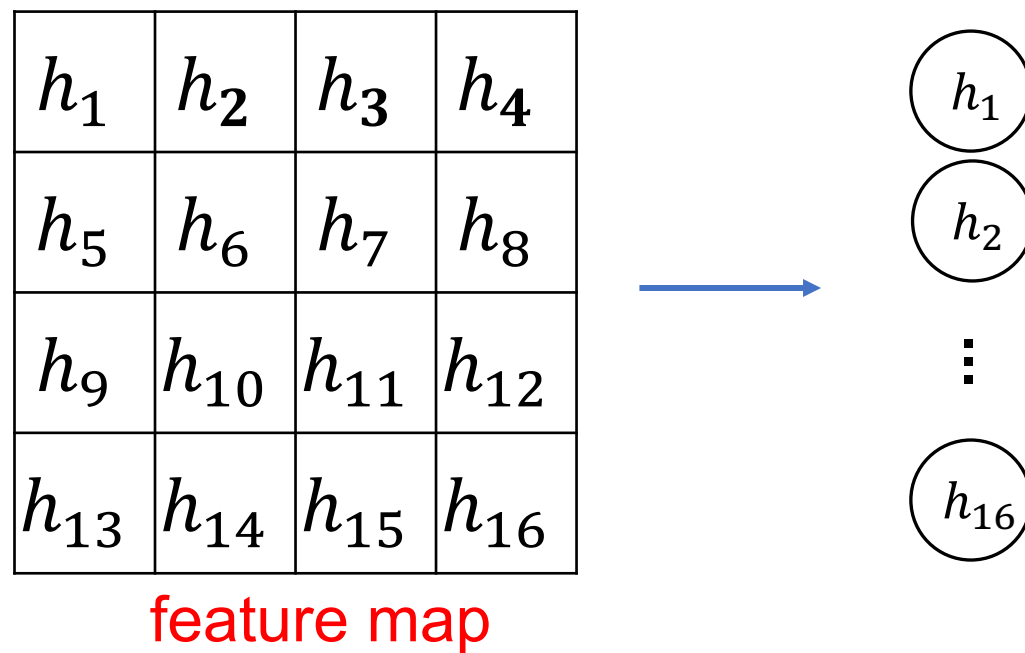 h₁ h₂ h₃ h₄
h₅ h₆ h₇ h₈
h₉ h₁₀ h₁₁ h₁₂
h₁₃ h₁₄ h₁₅ h₁₆
feature map
h₁
h₂
⋮
h₁₆